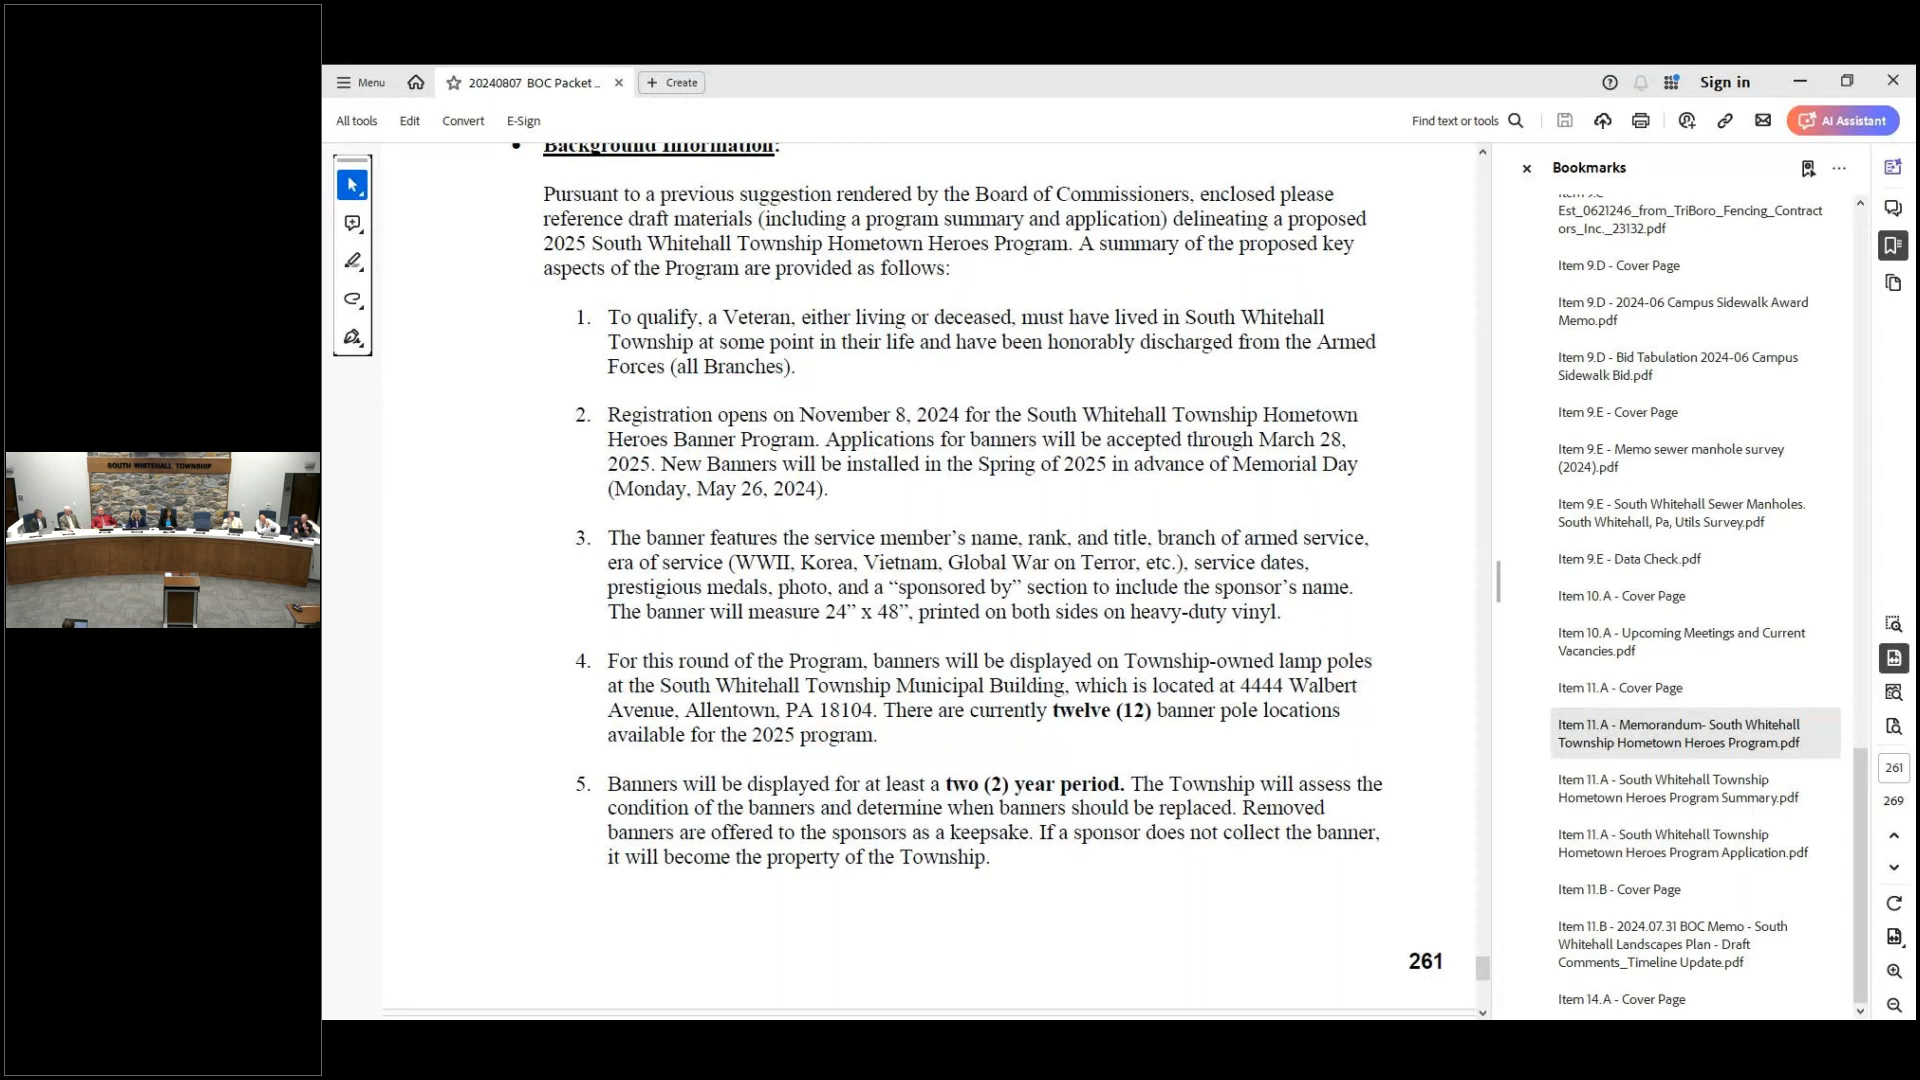 Menu
20240807 BOC Packet ...
Create
Sign in
All tools
Edit
Convert
E-Sign
Find text or tools
AI Assistant
Background Information:
Pursuant to a previous suggestion rendered by the Board of Commissioners, enclosed please
reference draft materials (including a program summary and application) delineating a proposed
2025 South Whitehall Township Hometown Heroes Program. A summary of the proposed key
aspects of the Program are provided as follows:
1. To qualify, a Veteran, either living or deceased, must have lived in South Whitehall
Township at some point in their life and have been honorably discharged from the Armed
Forces (all Branches).
2. Registration opens on November 8, 2024 for the South Whitehall Township Hometown
Heroes Banner Program. Applications for banners will be accepted through March 28,
2025. New Banners will be installed in the Spring of 2025 in advance of Memorial Day
(Monday, May 26, 2024).
3. The banner features the service member’s name, rank, and title, branch of armed service,
era of service (WWII, Korea, Vietnam, Global War on Terror, etc.), service dates,
prestigious medals, photo, and a “sponsored by” section to include the sponsor’s name.
The banner will measure 24” x 48”, printed on both sides on heavy-duty vinyl.
4. For this round of the Program, banners will be displayed on Township-owned lamp poles
at the South Whitehall Township Municipal Building, which is located at 4444 Walbert
Avenue, Allentown, PA 18104. There are currently twelve (12) banner pole locations
available for the 2025 program.
5. Banners will be displayed for at least a two (2) year period. The Township will assess the
condition of the banners and determine when banners should be replaced. Removed
banners are offered to the sponsors as a keepsake. If a sponsor does not collect the banner,
it will become the property of the Township.
261
Bookmarks
Item 9.C
Est_0621246_from_TriBoro_Fencing_Contract
ors_Inc._23132.pdf
Item 9.D - Cover Page
Item 9.D - 2024-06 Campus Sidewalk Award
Memo.pdf
Item 9.D - Bid Tabulation 2024-06 Campus
Sidewalk Bid.pdf
Item 9.E - Cover Page
Item 9.E - Memo sewer manhole survey
(2024).pdf
Item 9.E - South Whitehall Sewer Manholes.
South Whitehall, Pa, Utils Survey.pdf
Item 9.E - Data Check.pdf
Item 10.A - Cover Page
Item 10.A - Upcoming Meetings and Current
Vacancies.pdf
Item 11.A - Cover Page
Item 11.A - Memorandum- South Whitehall
Township Hometown Heroes Program.pdf
Item 11.A - South Whitehall Township
Hometown Heroes Program Summary.pdf
Item 11.A - South Whitehall Township
Hometown Heroes Program Application.pdf
Item 11.B - Cover Page
Item 11.B - 2024.07.31 BOC Memo - South
Whitehall Landscapes Plan - Draft
Comments_Timeline Update.pdf
Item 14.A - Cover Page
261
269
SOUTH WHITEHALL TOWNSHIP